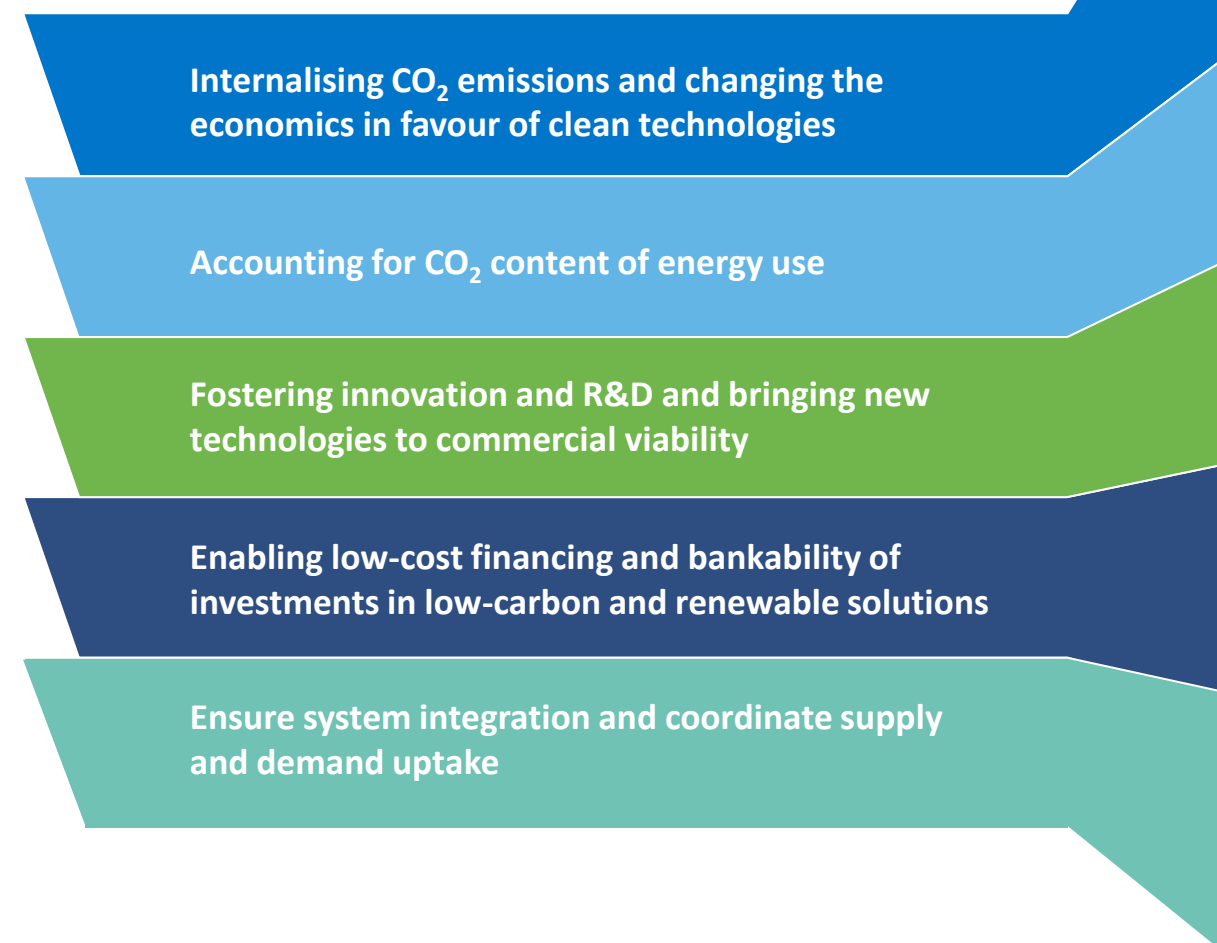 Internalising CO₂ emissions and changing the
economics in favour of clean technologies
Accounting for CO₂ content of energy use
Fostering innovation and R&D and bringing new
technologies to commercial viability
Enabling low-cost financing and bankability of
investments in low-carbon and renewable solutions
Ensure system integration and coordinate supply
and demand uptake